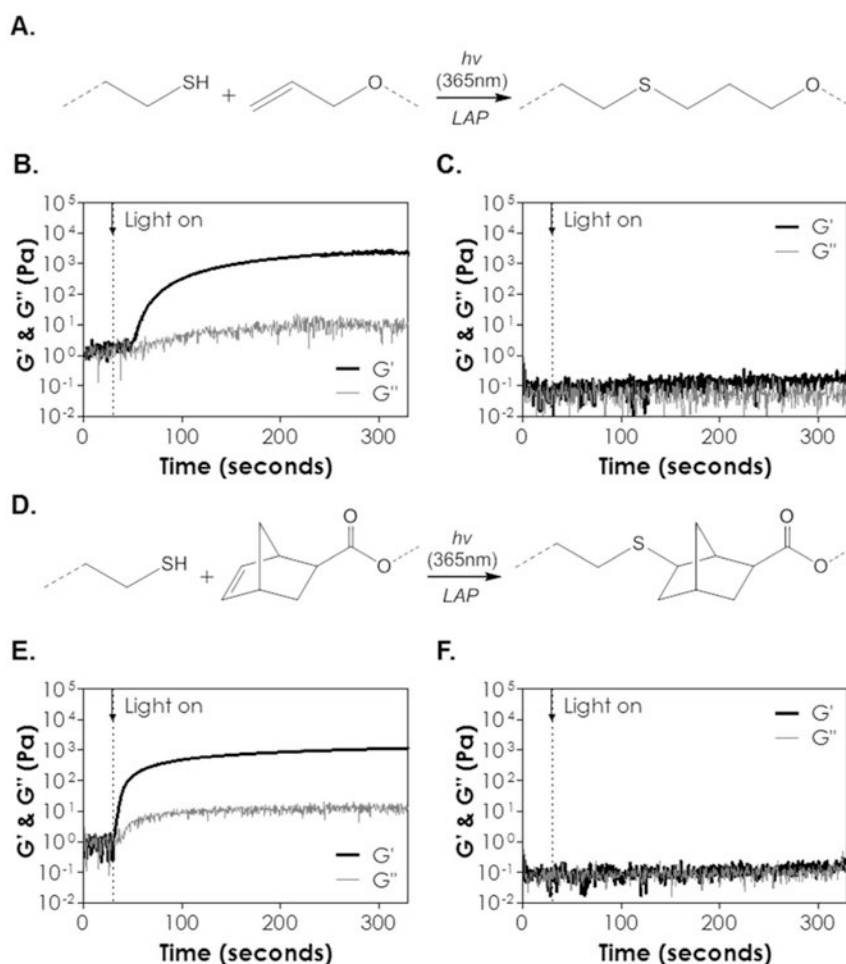 A.
SH
+
O
hv
(365nm)
LAP
S
O
B.
G' & G" (Pa)
10^5
10^4
10^3
10^2
10^1
10^0
10^-1
10^-2
Light on
G'
G"
0 100 200 300
Time (seconds)
C.
G' & G" (Pa)
10^5
10^4
10^3
10^2
10^1
10^0
10^-1
10^-2
Light on
G'
G"
0 100 200 300
Time (seconds)
D.
SH
+
O
O
hv
(365nm)
LAP
S
O
O
E.
G' & G" (Pa)
10^5
10^4
10^3
10^2
10^1
10^0
10^-1
10^-2
Light on
G'
G"
0 100 200 300
Time (seconds)
F.
G' & G" (Pa)
10^5
10^4
10^3
10^2
10^1
10^0
10^-1
10^-2
Light on
G'
G"
0 100 200 300
Time (seconds)